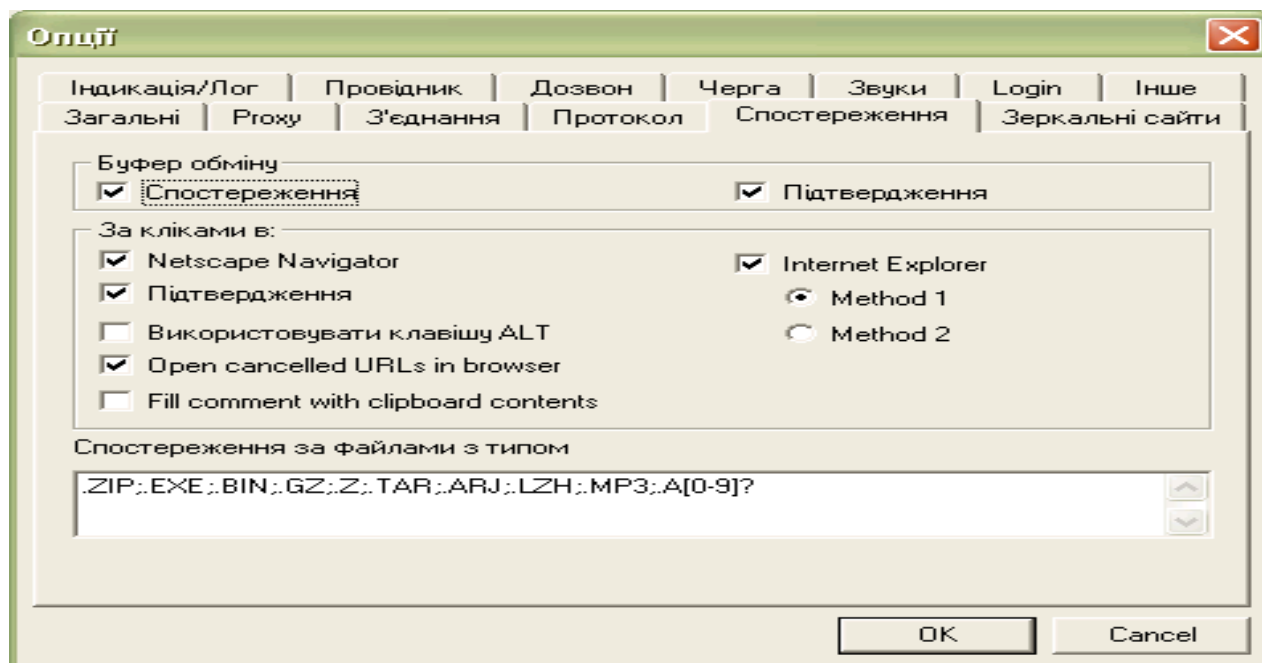 Опції
Індикація/Лог Провідник Дозвон Черга Звуки Login Інше
Загальні Proxy З'єднання Протокол Спостереження Зеркальні сайти
Буфер обміну
Спостереження Підтвердження
За кліками в:
Netscape Navigator Internet Explorer
Підтвердження Method 1
Використовувати клавішу ALT Method 2
Open cancelled URLs in browser
Fill comment with clipboard contents
Спостереження за файлами з типом
.ZIP;.EXE;.BIN;.GZ;.Z;.TAR;.ARJ;.LZH;.MP3;.A[0-9]?
OK Cancel